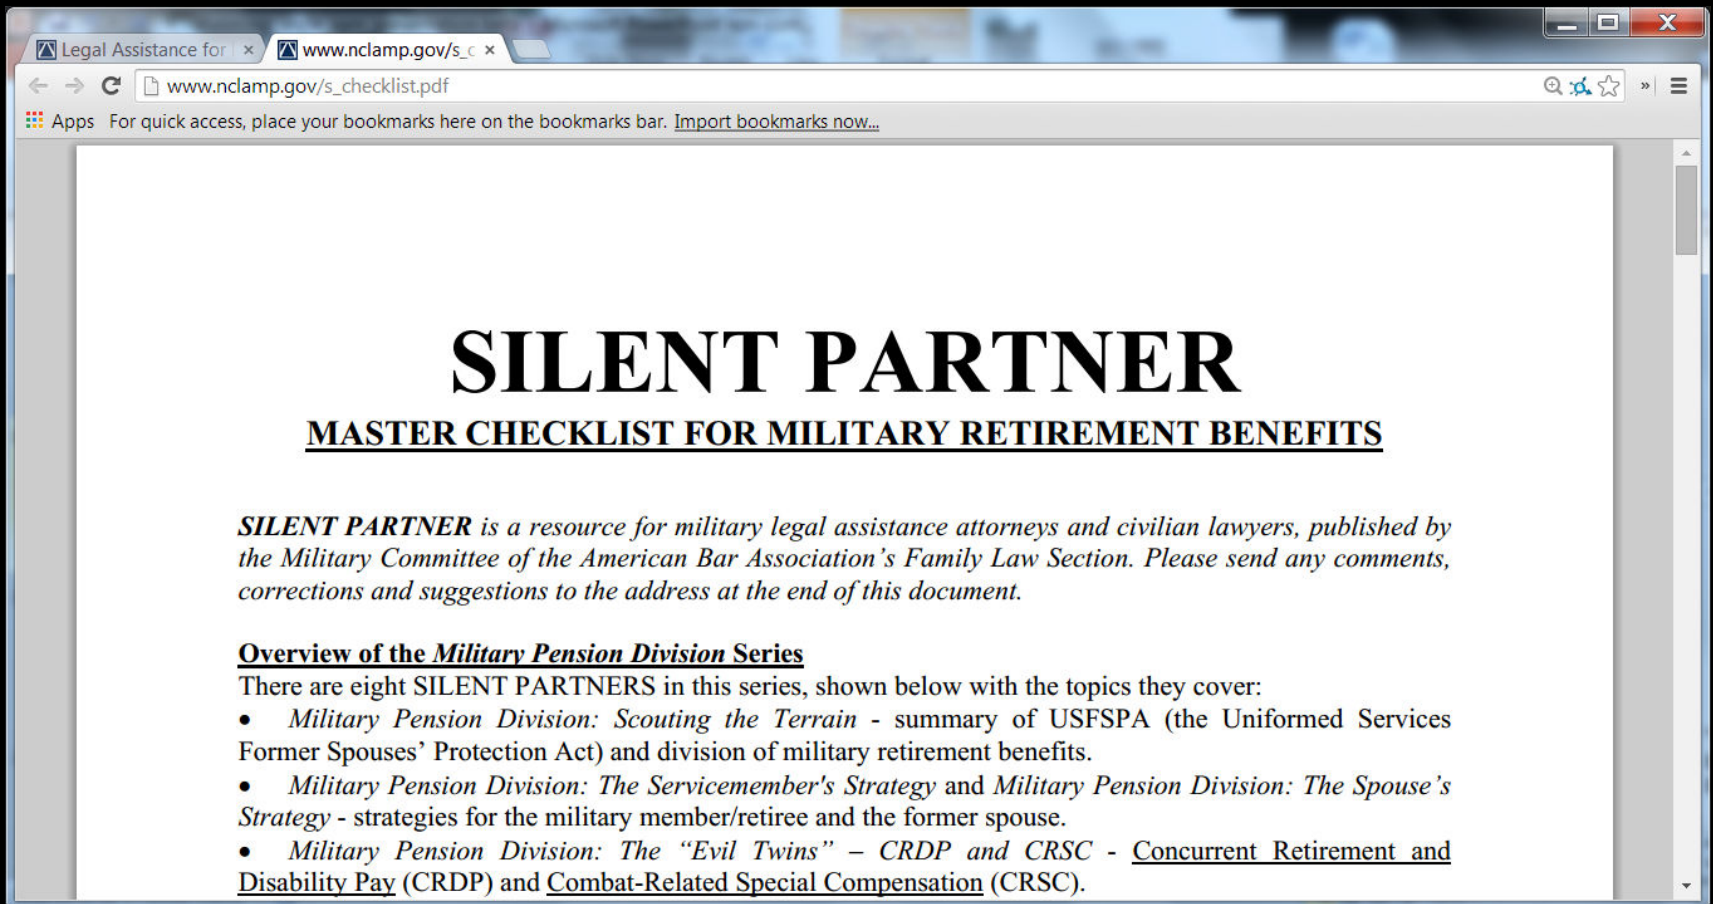 Legal Assistance for
www.nclamp.gov/s_c
www.nclamp.gov/s_checklist.pdf
Apps For quick access, place your bookmarks here on the bookmarks bar. Import bookmarks now...
SILENT PARTNER
MASTER CHECKLIST FOR MILITARY RETIREMENT BENEFITS
SILENT PARTNER is a resource for military legal assistance attorneys and civilian lawyers, published by
the Military Committee of the American Bar Association’s Family Law Section. Please send any comments,
corrections and suggestions to the address at the end of this document.
Overview of the Military Pension Division Series
There are eight SILENT PARTNERS in this series, shown below with the topics they cover:
• Military Pension Division: Scouting the Terrain - summary of USFSPA (the Uniformed Services
Former Spouses’ Protection Act) and division of military retirement benefits.
• Military Pension Division: The Servicemember's Strategy and Military Pension Division: The Spouse’s
Strategy - strategies for the military member/retiree and the former spouse.
• Military Pension Division: The “Evil Twins” – CRDP and CRSC - Concurrent Retirement and
Disability Pay (CRDP) and Combat-Related Special Compensation (CRSC).